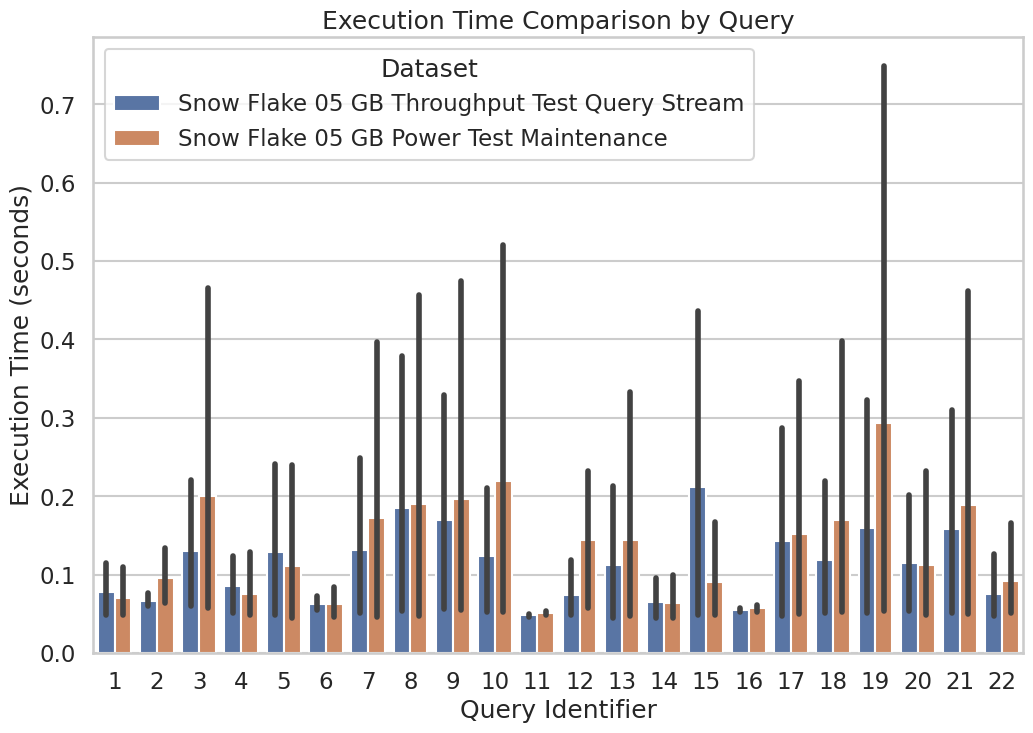 Execution Time Comparison by Query
Dataset
Snow Flake 05 GB Throughput Test Query Stream
Snow Flake 05 GB Power Test Maintenance
Execution Time (seconds)
0.7
0.6
0.5
0.4
0.3
0.2
0.1
0.0
1 2 3 4 5 6 7 8 9 10 11 12 13 14 15 16 17 18 19 20 21 22
Query Identifier